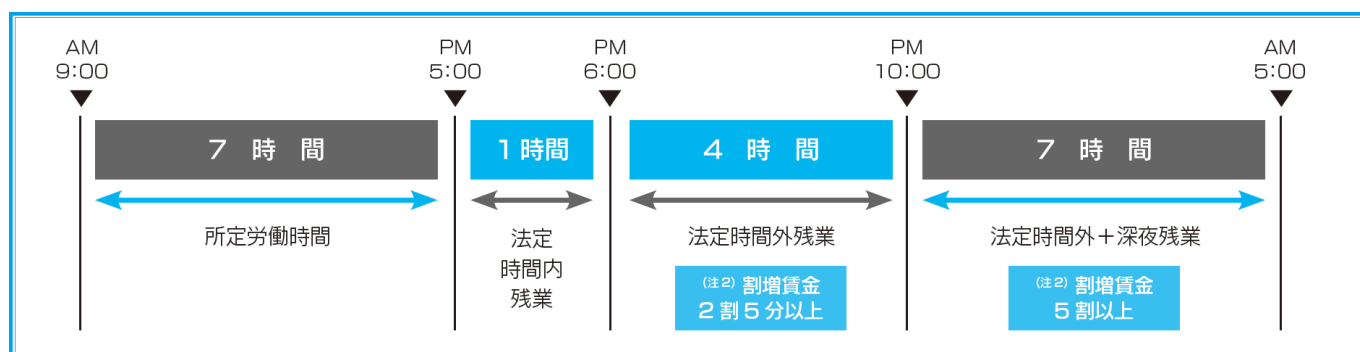 AM
9:00
PM
5:00
PM
6:00
PM
10:00
AM
5:00
7 時 間
1時間
4 時 間
7 時 間
所定労働時間
法定
時間内
残業
法定時間外残業
法定時間外＋深夜残業
(注2) 割増賃金
2割5分以上
(注2) 割増賃金
5割以上